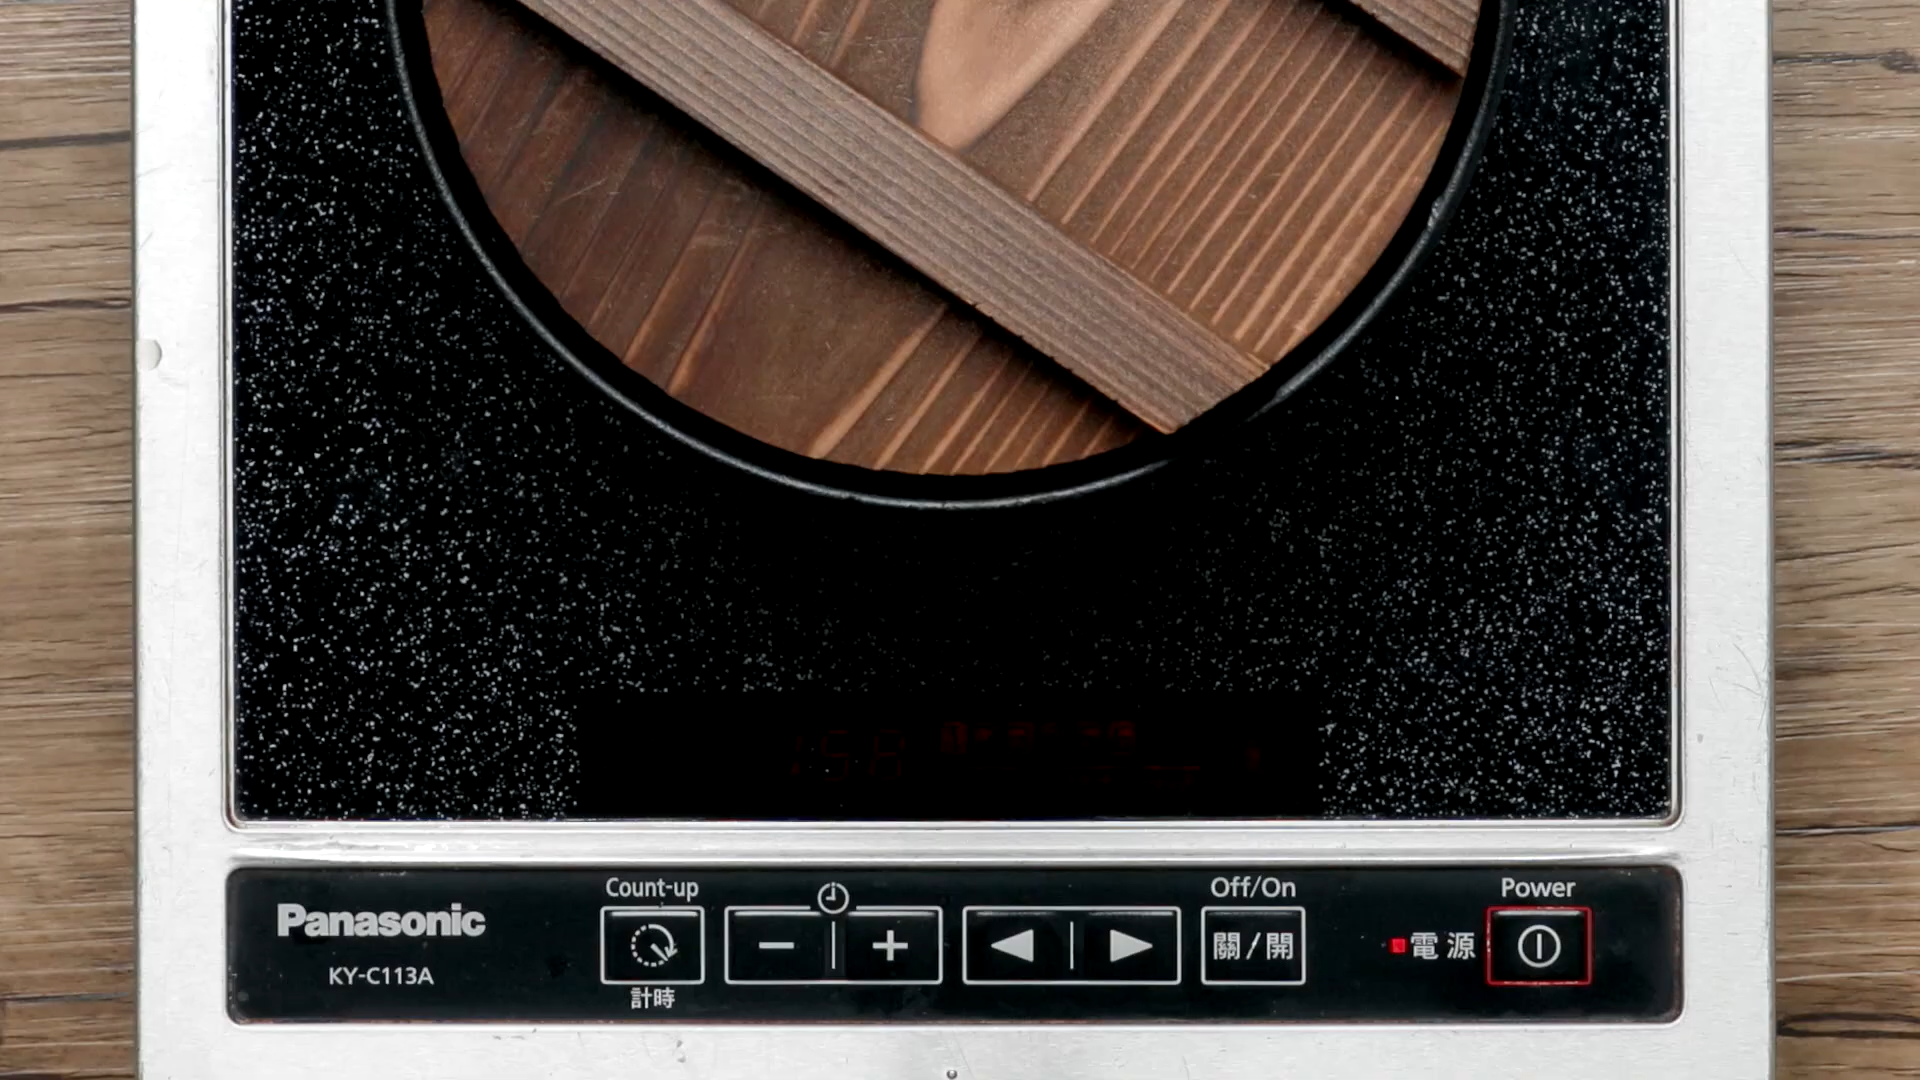 Count-up
Off/On
Power
Panasonic
關/開
電源
KY-C113A
計時